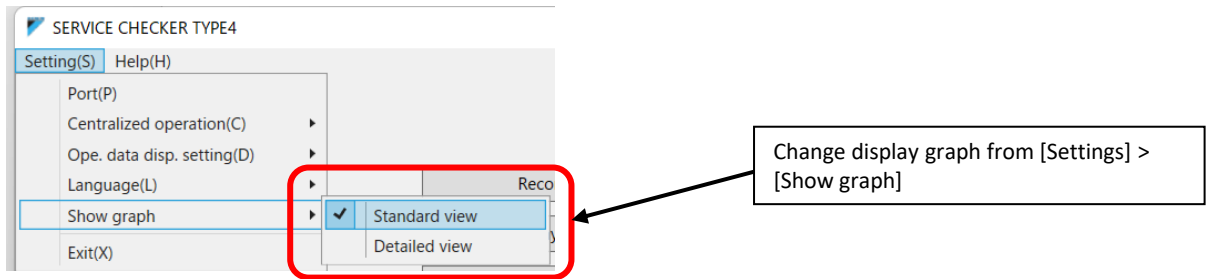 SERVICE CHECKER TYPE4
Setting(S) Help(H)
Port(P)
Centralized operation(C)
Ope. data disp. setting(D)
Language(L)
Show graph
Exit(X)
Standard view
Detailed view
Change display graph from [Settings] >
[Show graph]